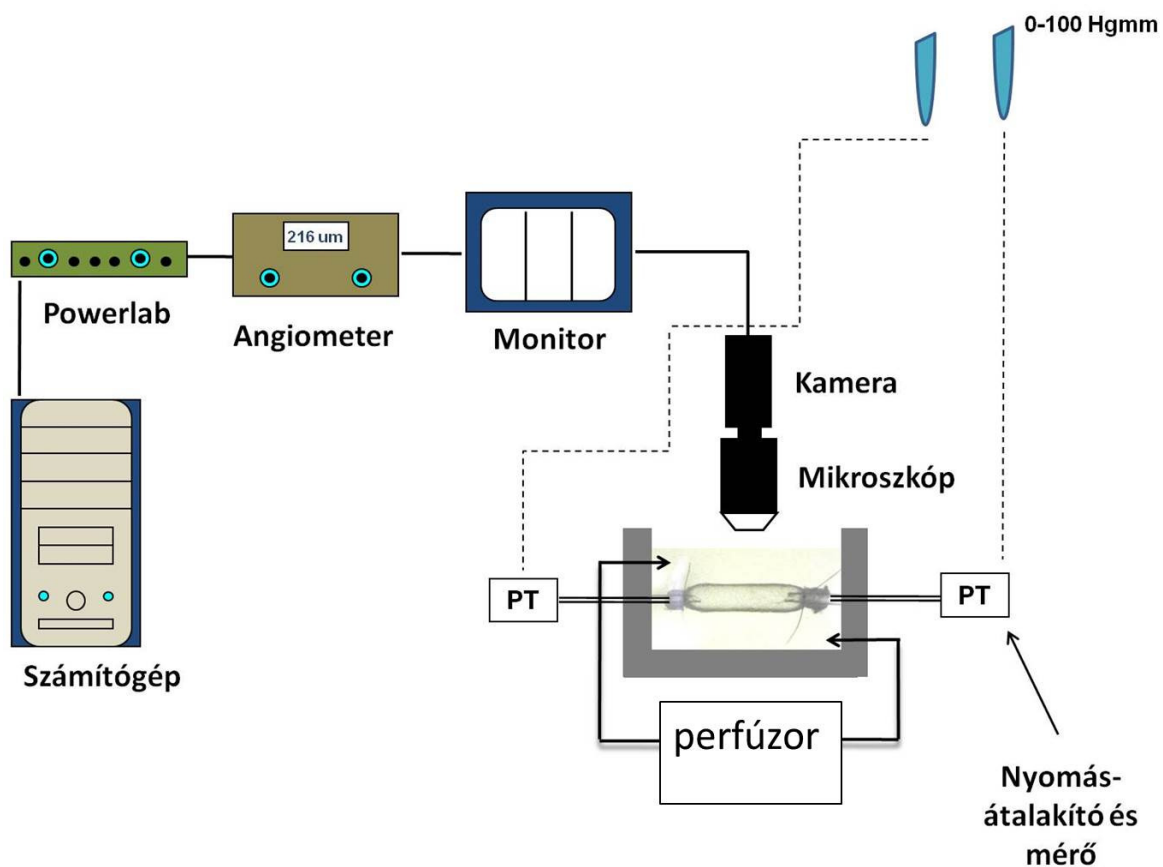 0-100 Hgmm
216 um
Powerlab
Angiometer
Monitor
Kamera
Mikroszkóp
PT
PT
Számítógép
perfúzor
Nyomás-
átalakító és
mérő